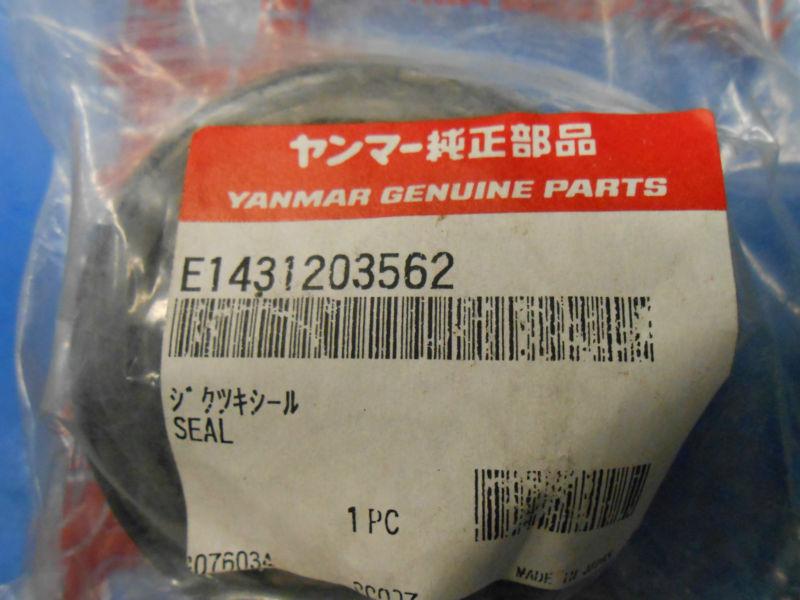 ヤンマー純正部品
YANMAR GENUINE PARTS
E1431203562
ジクツキシール
SEAL
1PC
MADE IN JAPAN